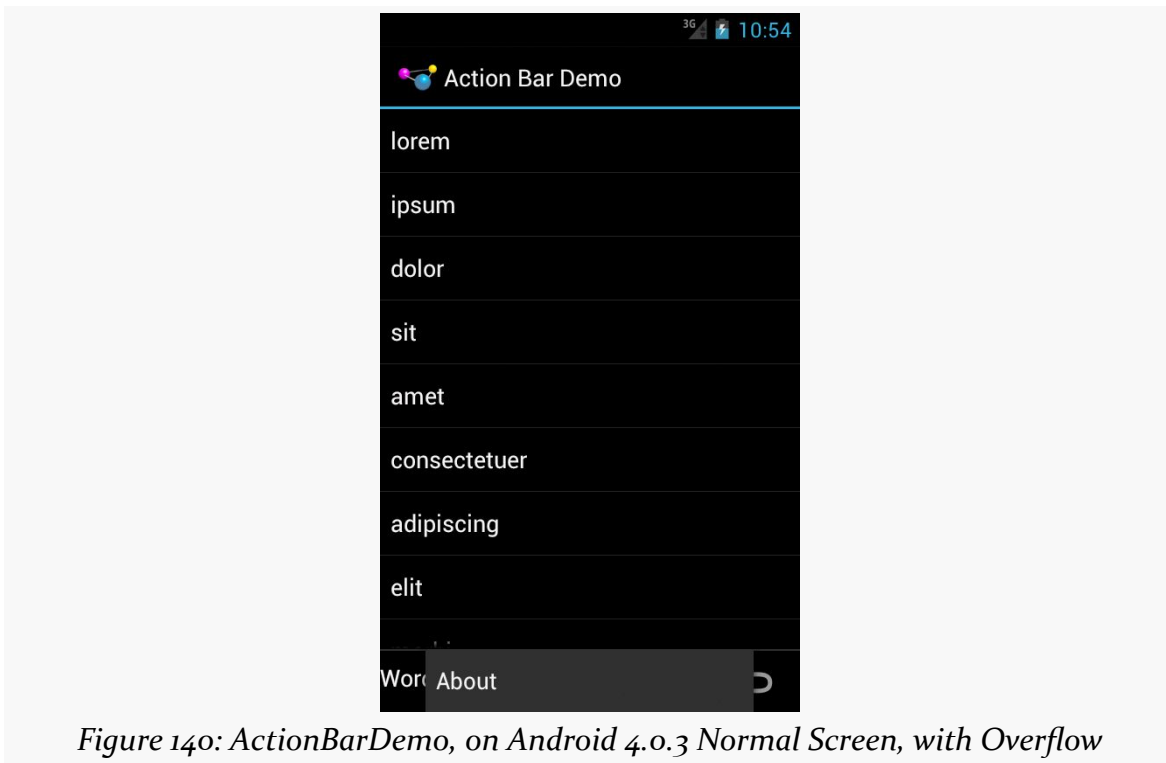 3G 10:54
Action Bar Demo
lorem
ipsum
dolor
sit
amet
consectetuer
adipiscing
elit
About
Figure 140: ActionBarDemo, on Android 4.0.3 Normal Screen, with Overflow